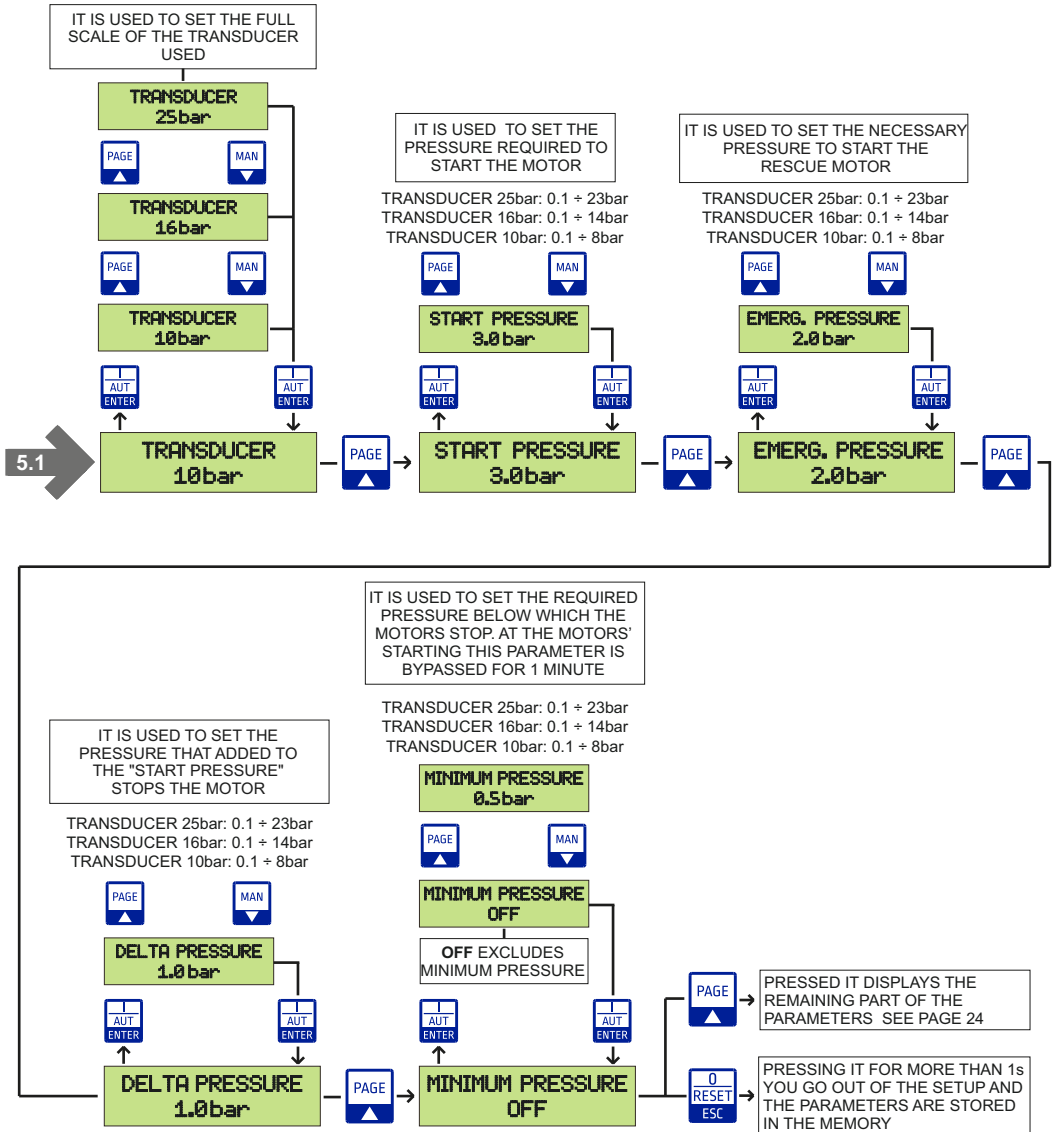 IT IS USED TO SET THE FULL
SCALE OF THE TRANSDUCER
USED
TRANSDUCER
25bar
PAGE
MAN
TRANSDUCER
16bar
PAGE
MAN
TRANSDUCER
10bar
AUT
ENTER
AUT
ENTER
5.1
TRANSDUCER
10bar
PAGE
IT IS USED TO SET THE
PRESSURE REQUIRED TO
START THE MOTOR
TRANSDUCER 25bar: 0.1 ÷ 23bar
TRANSDUCER 16bar: 0.1 ÷ 14bar
TRANSDUCER 10bar: 0.1 ÷ 8bar
PAGE
MAN
START PRESSURE
3.0 bar
AUT
ENTER
AUT
ENTER
START PRESSURE
3.0bar
PAGE
IT IS USED TO SET THE NECESSARY
PRESSURE TO START THE
RESCUE MOTOR
TRANSDUCER 25bar: 0.1 ÷ 23bar
TRANSDUCER 16bar: 0.1 ÷ 14bar
TRANSDUCER 10bar: 0.1 ÷ 8bar
PAGE
MAN
EMERG. PRESSURE
2.0 bar
AUT
ENTER
AUT
ENTER
EMERG. PRESSURE
2.0bar
PAGE
IT IS USED TO SET THE
PRESSURE THAT ADDED TO
THE "START PRESSURE"
STOPS THE MOTOR
TRANSDUCER 25bar: 0.1 ÷ 23bar
TRANSDUCER 16bar: 0.1 ÷ 14bar
TRANSDUCER 10bar: 0.1 ÷ 8bar
PAGE
MAN
DELTA PRESSURE
1.0 bar
AUT
ENTER
AUT
ENTER
DELTA PRESSURE
1.0bar
PAGE
IT IS USED TO SET THE REQUIRED
PRESSURE BELOW WHICH THE
MOTORS STOP. AT THE MOTORS'
STARTING THIS PARAMETER IS
BYPASSED FOR 1 MINUTE
TRANSDUCER 25bar: 0.1 ÷ 23bar
TRANSDUCER 16bar: 0.1 ÷ 14bar
TRANSDUCER 10bar: 0.1 ÷ 8bar
MINIMUM PRESSURE
0.5bar
PAGE
MAN
MINIMUM PRESSURE
OFF
OFF EXCLUDES
MINIMUM PRESSURE
AUT
ENTER
AUT
ENTER
MINIMUM PRESSURE
OFF
PAGE
PRESSED IT DISPLAYS THE
REMAINING PART OF THE
PARAMETERS SEE PAGE 24
0
RESET
ESC
PRESSING IT FOR MORE THAN 1s
YOU GO OUT OF THE SETUP AND
THE PARAMETERS ARE STORED
IN THE MEMORY